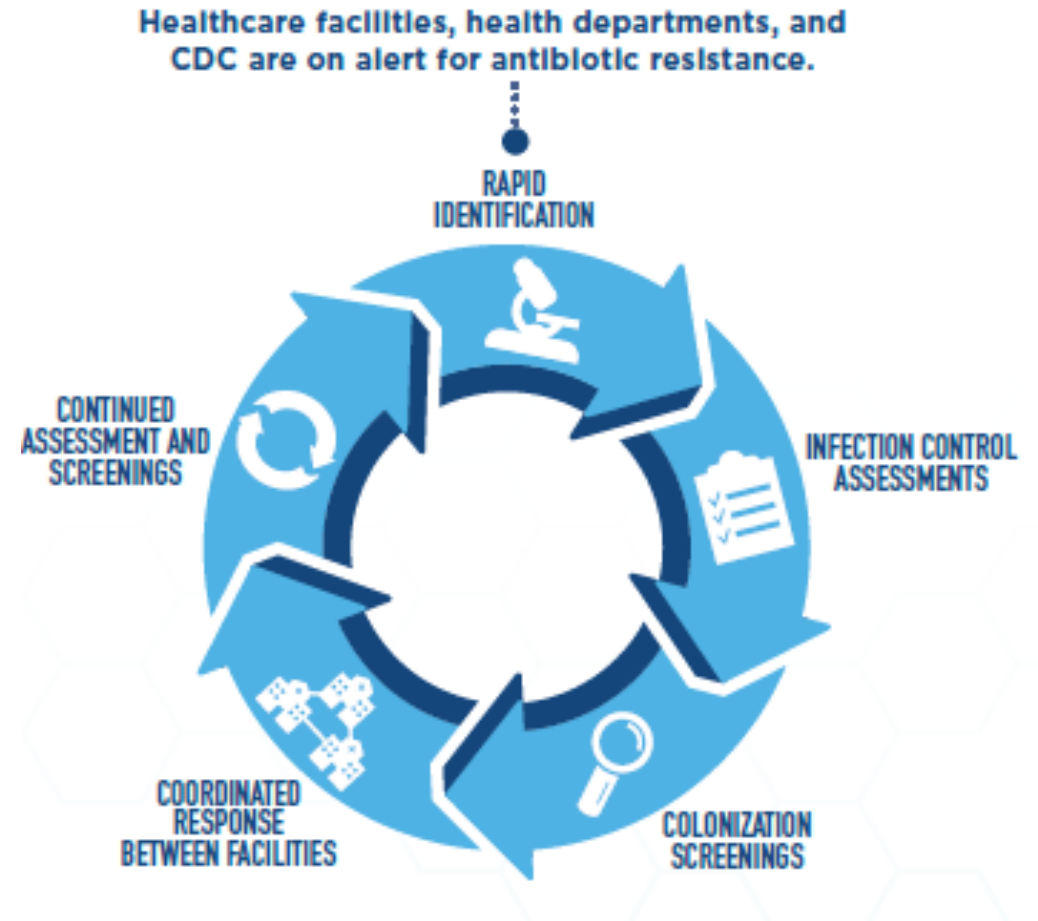 Healthcare facilities, health departments, and
CDC are on alert for antibiotic resistance.
RAPID
IDENTIFICATION
INFECTION CONTROL
ASSESSMENTS
COLONIZATION
SCREENINGS
COORDINATED
RESPONSE
BETWEEN FACILITIES
CONTINUED
ASSESSMENT AND
SCREENINGS